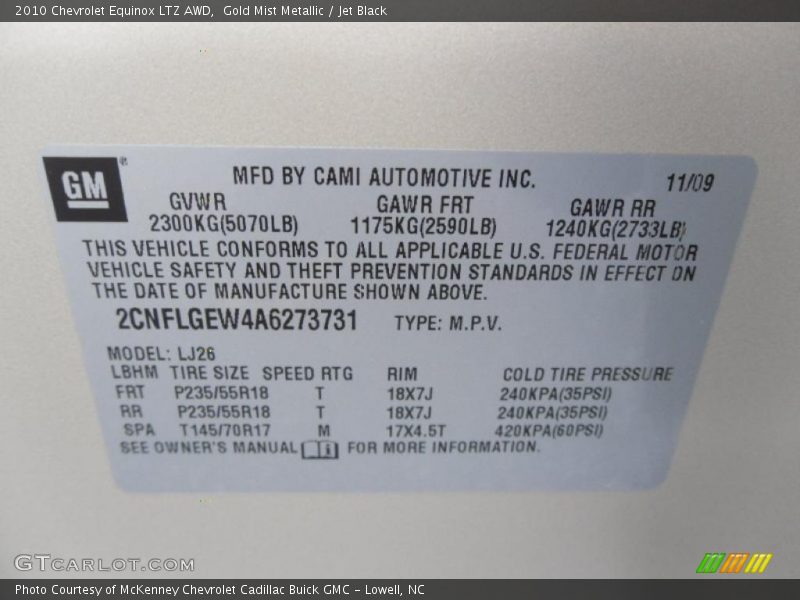 2010 Chevrolet Equinox LTZ AWD,  Gold Mist Metallic / Jet Black
GM®
MFD BY CAMI AUTOMOTIVE INC. 11/09
GVWR GAWR FRT GAWR RR
2300KG(5070LB) 1175KG(2590LB) 1240KG(2733LB)
THIS VEHICLE CONFORMS TO ALL APPLICABLE U.S. FEDERAL MOTOR
VEHICLE SAFETY AND THEFT PREVENTION STANDARDS IN EFFECT ON
THE DATE OF MANUFACTURE SHOWN ABOVE.
2CNFLGEW4A6273731 TYPE: M.P.V.
MODEL: LJ26
LBHM TIRE SIZE SPEED RTG RIM COLD TIRE PRESSURE
FRT P235/55R18 T 18X7J 240KPA(35PSI)
RR P235/55R18 T 18X7J 240KPA(35PSI)
SPA T145/70R17 M 17X4.5T 420KPA(60PSI)
SEE OWNER'S MANUAL i FOR MORE INFORMATION.
GTCARLOT.COM
Photo Courtesy of McKenney Chevrolet Cadillac Buick GMC - Lowell, NC